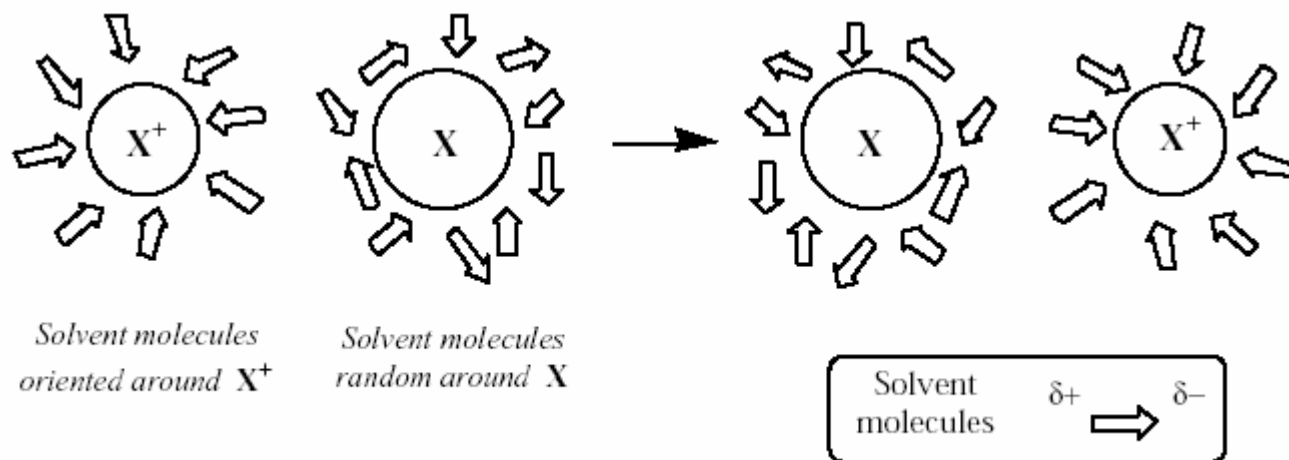 X⁺
X
X
X⁺
Solvent molecules
oriented around X⁺
Solvent molecules
random around X
Solvent
molecules
δ+ δ−